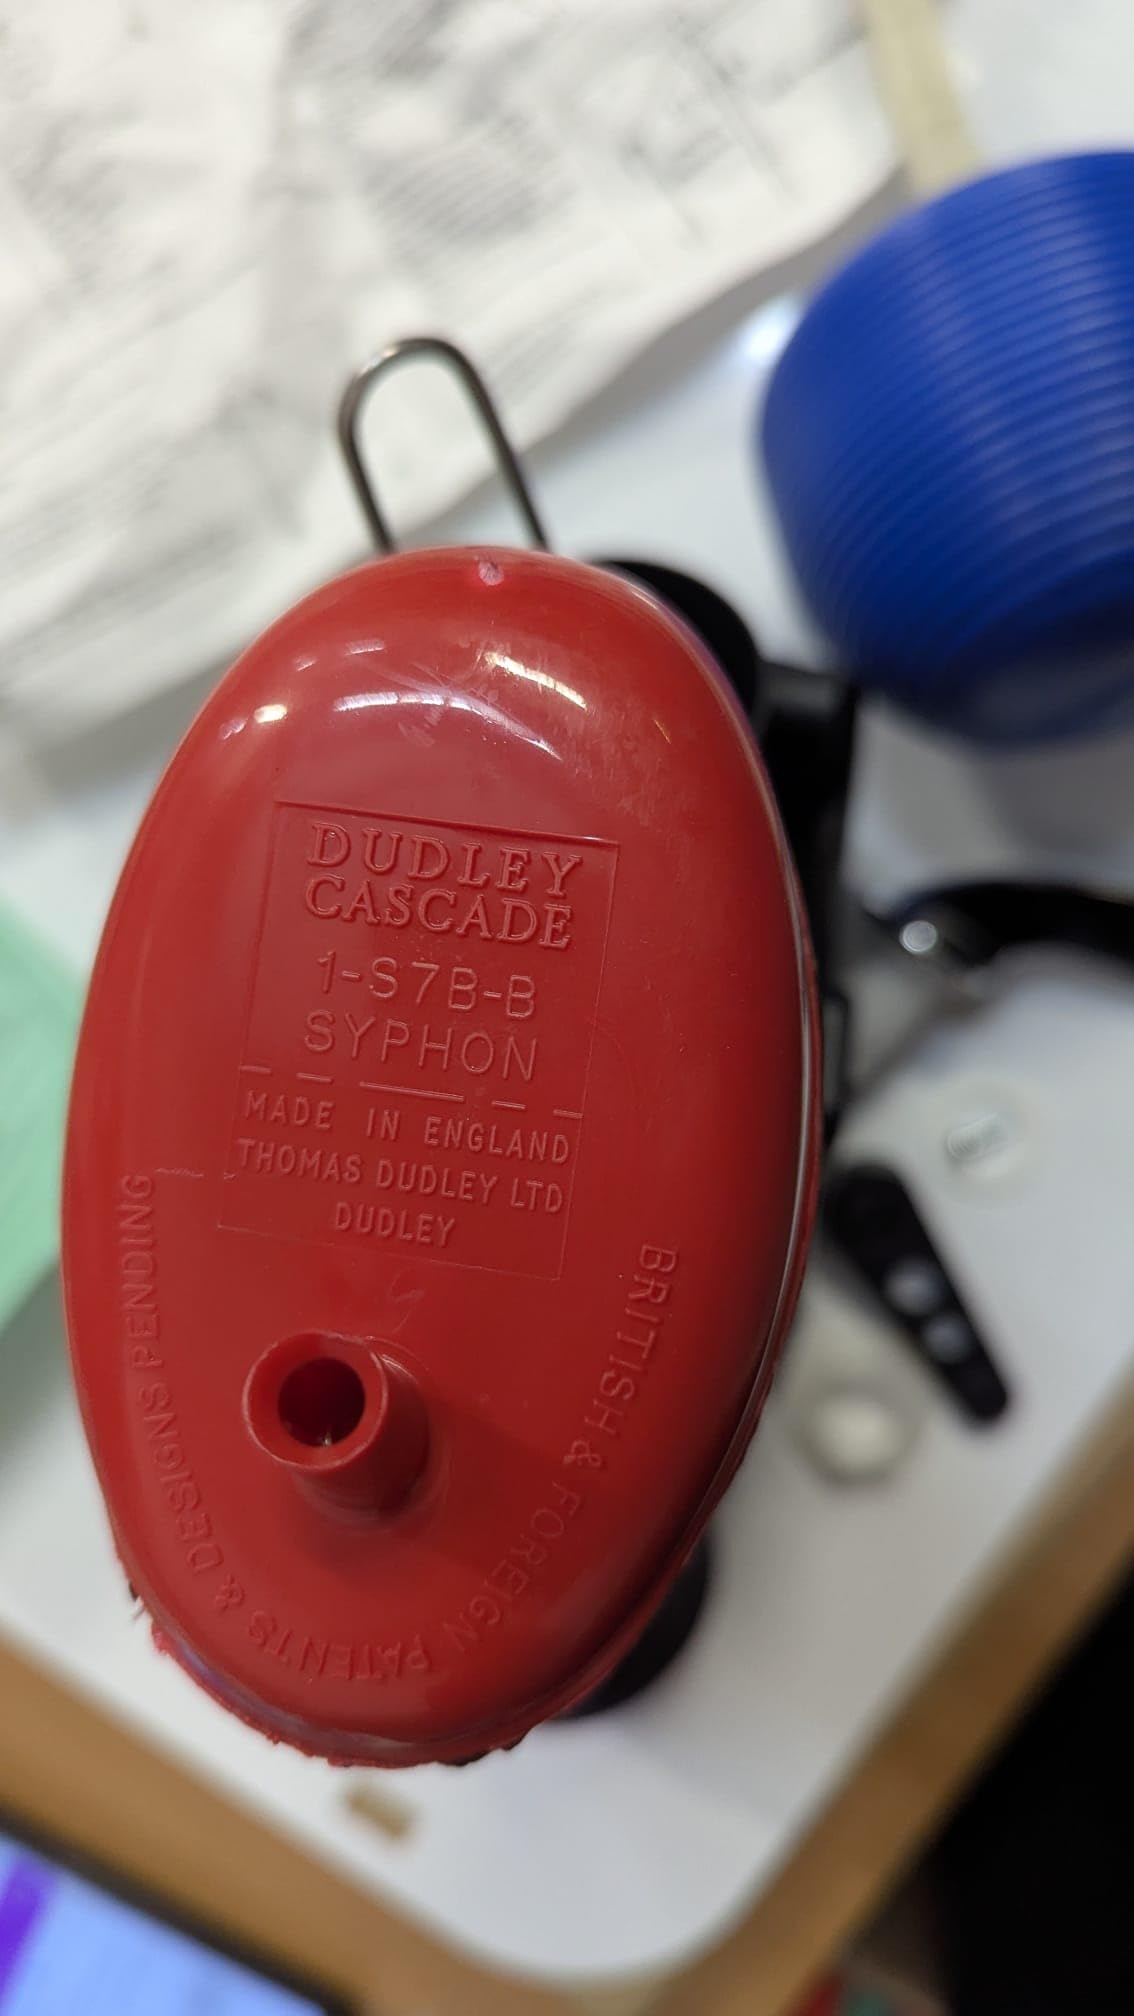 DUDLEY
CASCADE
1-S7B-B
SYPHON
MADE IN ENGLAND
THOMAS DUDLEY LTD
DUDLEY
BRITISH & FOREIGN PATENTS & DESIGNS PENDING